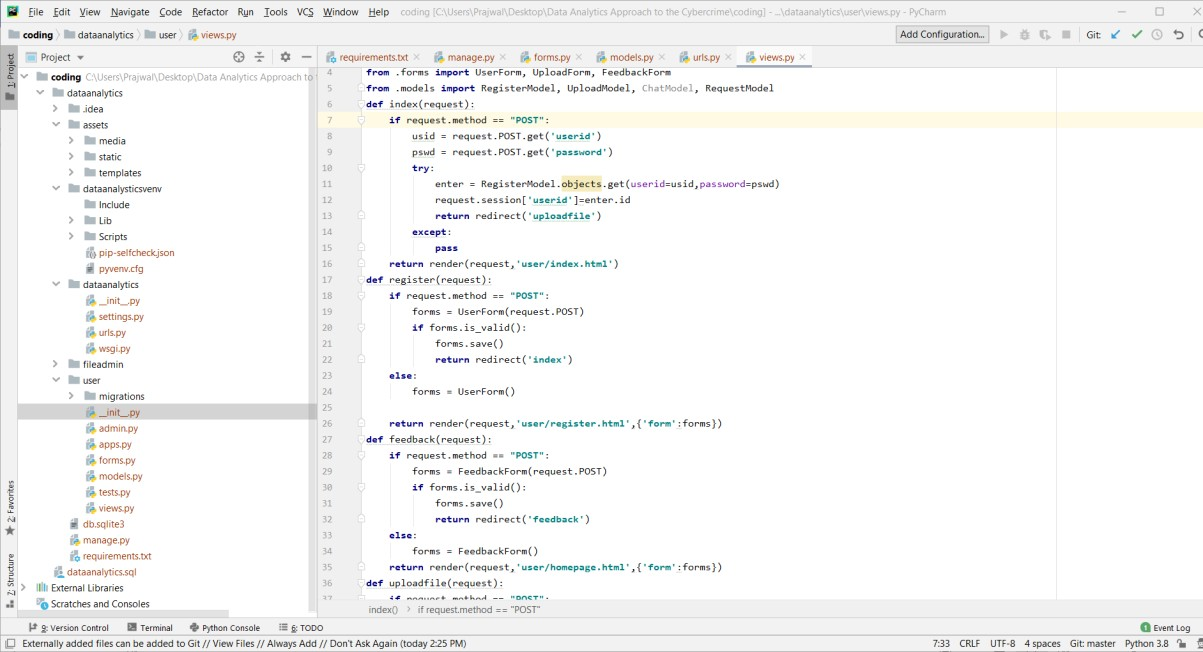 File Edit View Navigate Code Refactor Run Tools VCS Window Help coding [C:\Users\Prajwal\Desktop\Data Analytics Approach to the Cybercrime\coding] - ...\dataanalytics\user\views.py - PyCharm
coding dataanalytics user views.py Add Configuration... Git:
1: Project
Project
requirements.txt manage.py forms.py models.py urls.py views.py
coding C:\Users\Prajwal\Desktop\Data Analytics Approach to
dataanalytics
.idea
assets
media
static
templates
dataanalysticsvenv
Include
Lib
Scripts
pip-selfcheck.json
pyvenv.cfg
dataanalytics
__init__.py
settings.py
urls.py
wsgi.py
fileadmin
user
migrations
__init__.py
admin.py
apps.py
forms.py
models.py
tests.py
views.py
db.sqlite3
manage.py
requirements.txt
dataanalytics.sql
External Libraries
Scratches and Consoles
2: Favorites
7: Structure
4 from .forms import UserForm, UploadForm, FeedbackForm
5 from .models import RegisterModel, UploadModel, ChatModel, RequestModel
6 def index(request):
7 if request.method == "POST":
8 usid = request.POST.get('userid')
9 pswd = request.POST.get('password')
10 try:
11 enter = RegisterModel.objects.get(userid=usid,password=pswd)
12 request.session['userid']=enter.id
13 return redirect('uploadfile')
14 except:
15 pass
16 return render(request,'user/index.html')
17 def register(request):
18 if request.method == "POST":
19 forms = UserForm(request.POST)
20 if forms.is_valid():
21 forms.save()
22 return redirect('index')
23 else:
24 forms = UserForm()
25
26 return render(request,'user/register.html',{'form':forms})
27 def feedback(request):
28 if request.method == "POST":
29 forms = FeedbackForm(request.POST)
30 if forms.is_valid():
31 forms.save()
32 return redirect('feedback')
33 else:
34 forms = FeedbackForm()
35 return render(request,'user/homepage.html',{'form':forms})
36 def uploadfile(request):
37 if request.method == "POST":
index() if request.method == "POST"
9: Version Control Terminal Python Console 6: TODO 1 Event Log
Externally added files can be added to Git // View Files // Always Add // Don't Ask Again (today 2:25 PM) 7:33 CRLF UTF-8 4 spaces Git: master Python 3.8